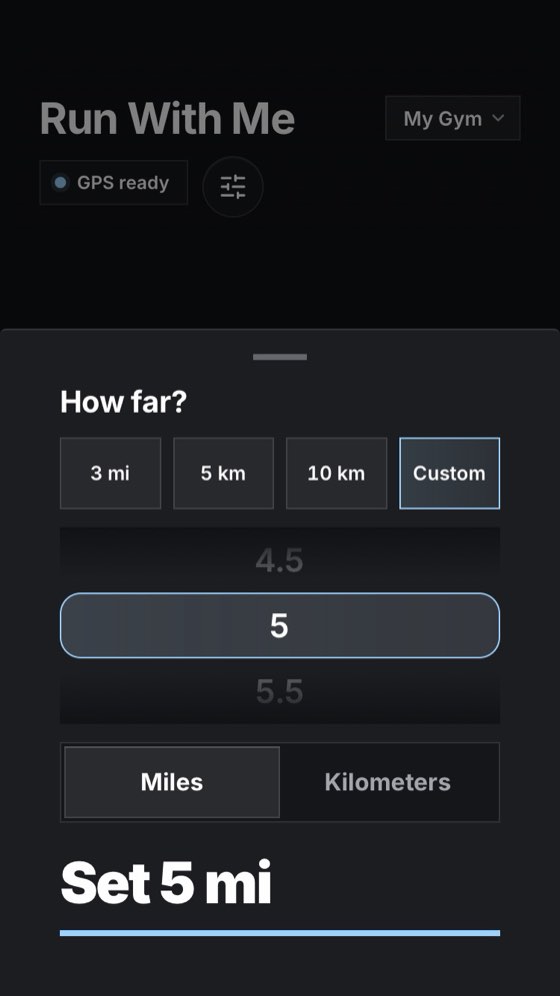 Run With Me
My Gym
GPS ready
How far?
3 mi
5 km
10 km
Custom
4.5
5
5.5
Miles
Kilometers
Set 5 mi